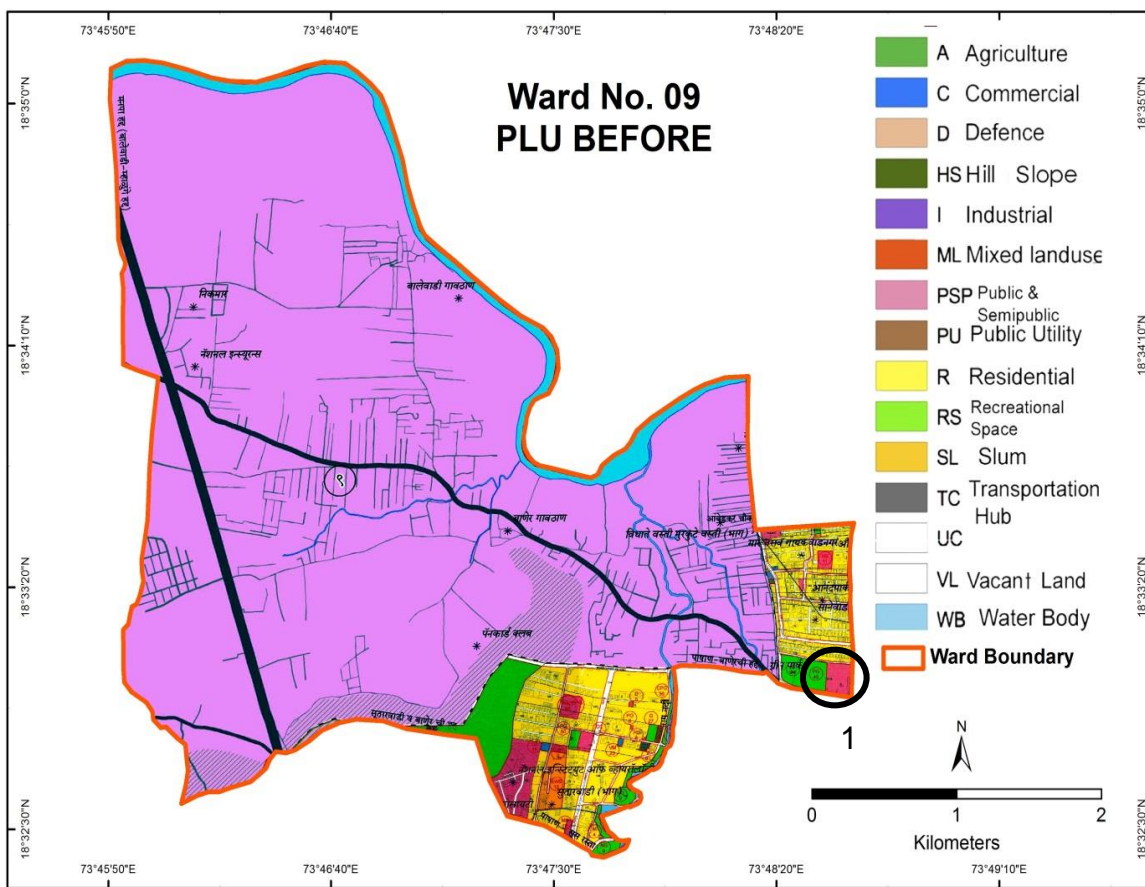 73°45'50"E 73°46'40"E 73°47'30"E 73°48'20"E
18°35'0"N
18°34'10"N
18°33'20"N
18°32'30"N
Ward No. 09
PLU BEFORE
निकमार
नॅशनल इन्स्यूरन्स
बालेवाडी गावठाण
९
बाणेर गावठाण
पॅनकार्ड क्लब
आंबेडकर चौक
विधाते वस्ती मुरकुटे वस्ती (भाग)
सुतारवाडी (भाग)
1
A Agriculture
C Commercial
D Defence
HS Hill Slope
I Industrial
ML Mixed landuse
PSP Public &
Semipublic
PU Public Utility
R Residential
RS Recreational
Space
SL Slum
TC Transportation
Hub
UC
VL Vacant Land
WB Water Body
Ward Boundary
N
0 1 2
Kilometers
18°35'0"N
18°34'10"N
18°33'20"N
18°32'30"N
73°45'50"E 73°46'40"E 73°47'30"E 73°48'20"E 73°49'10"E